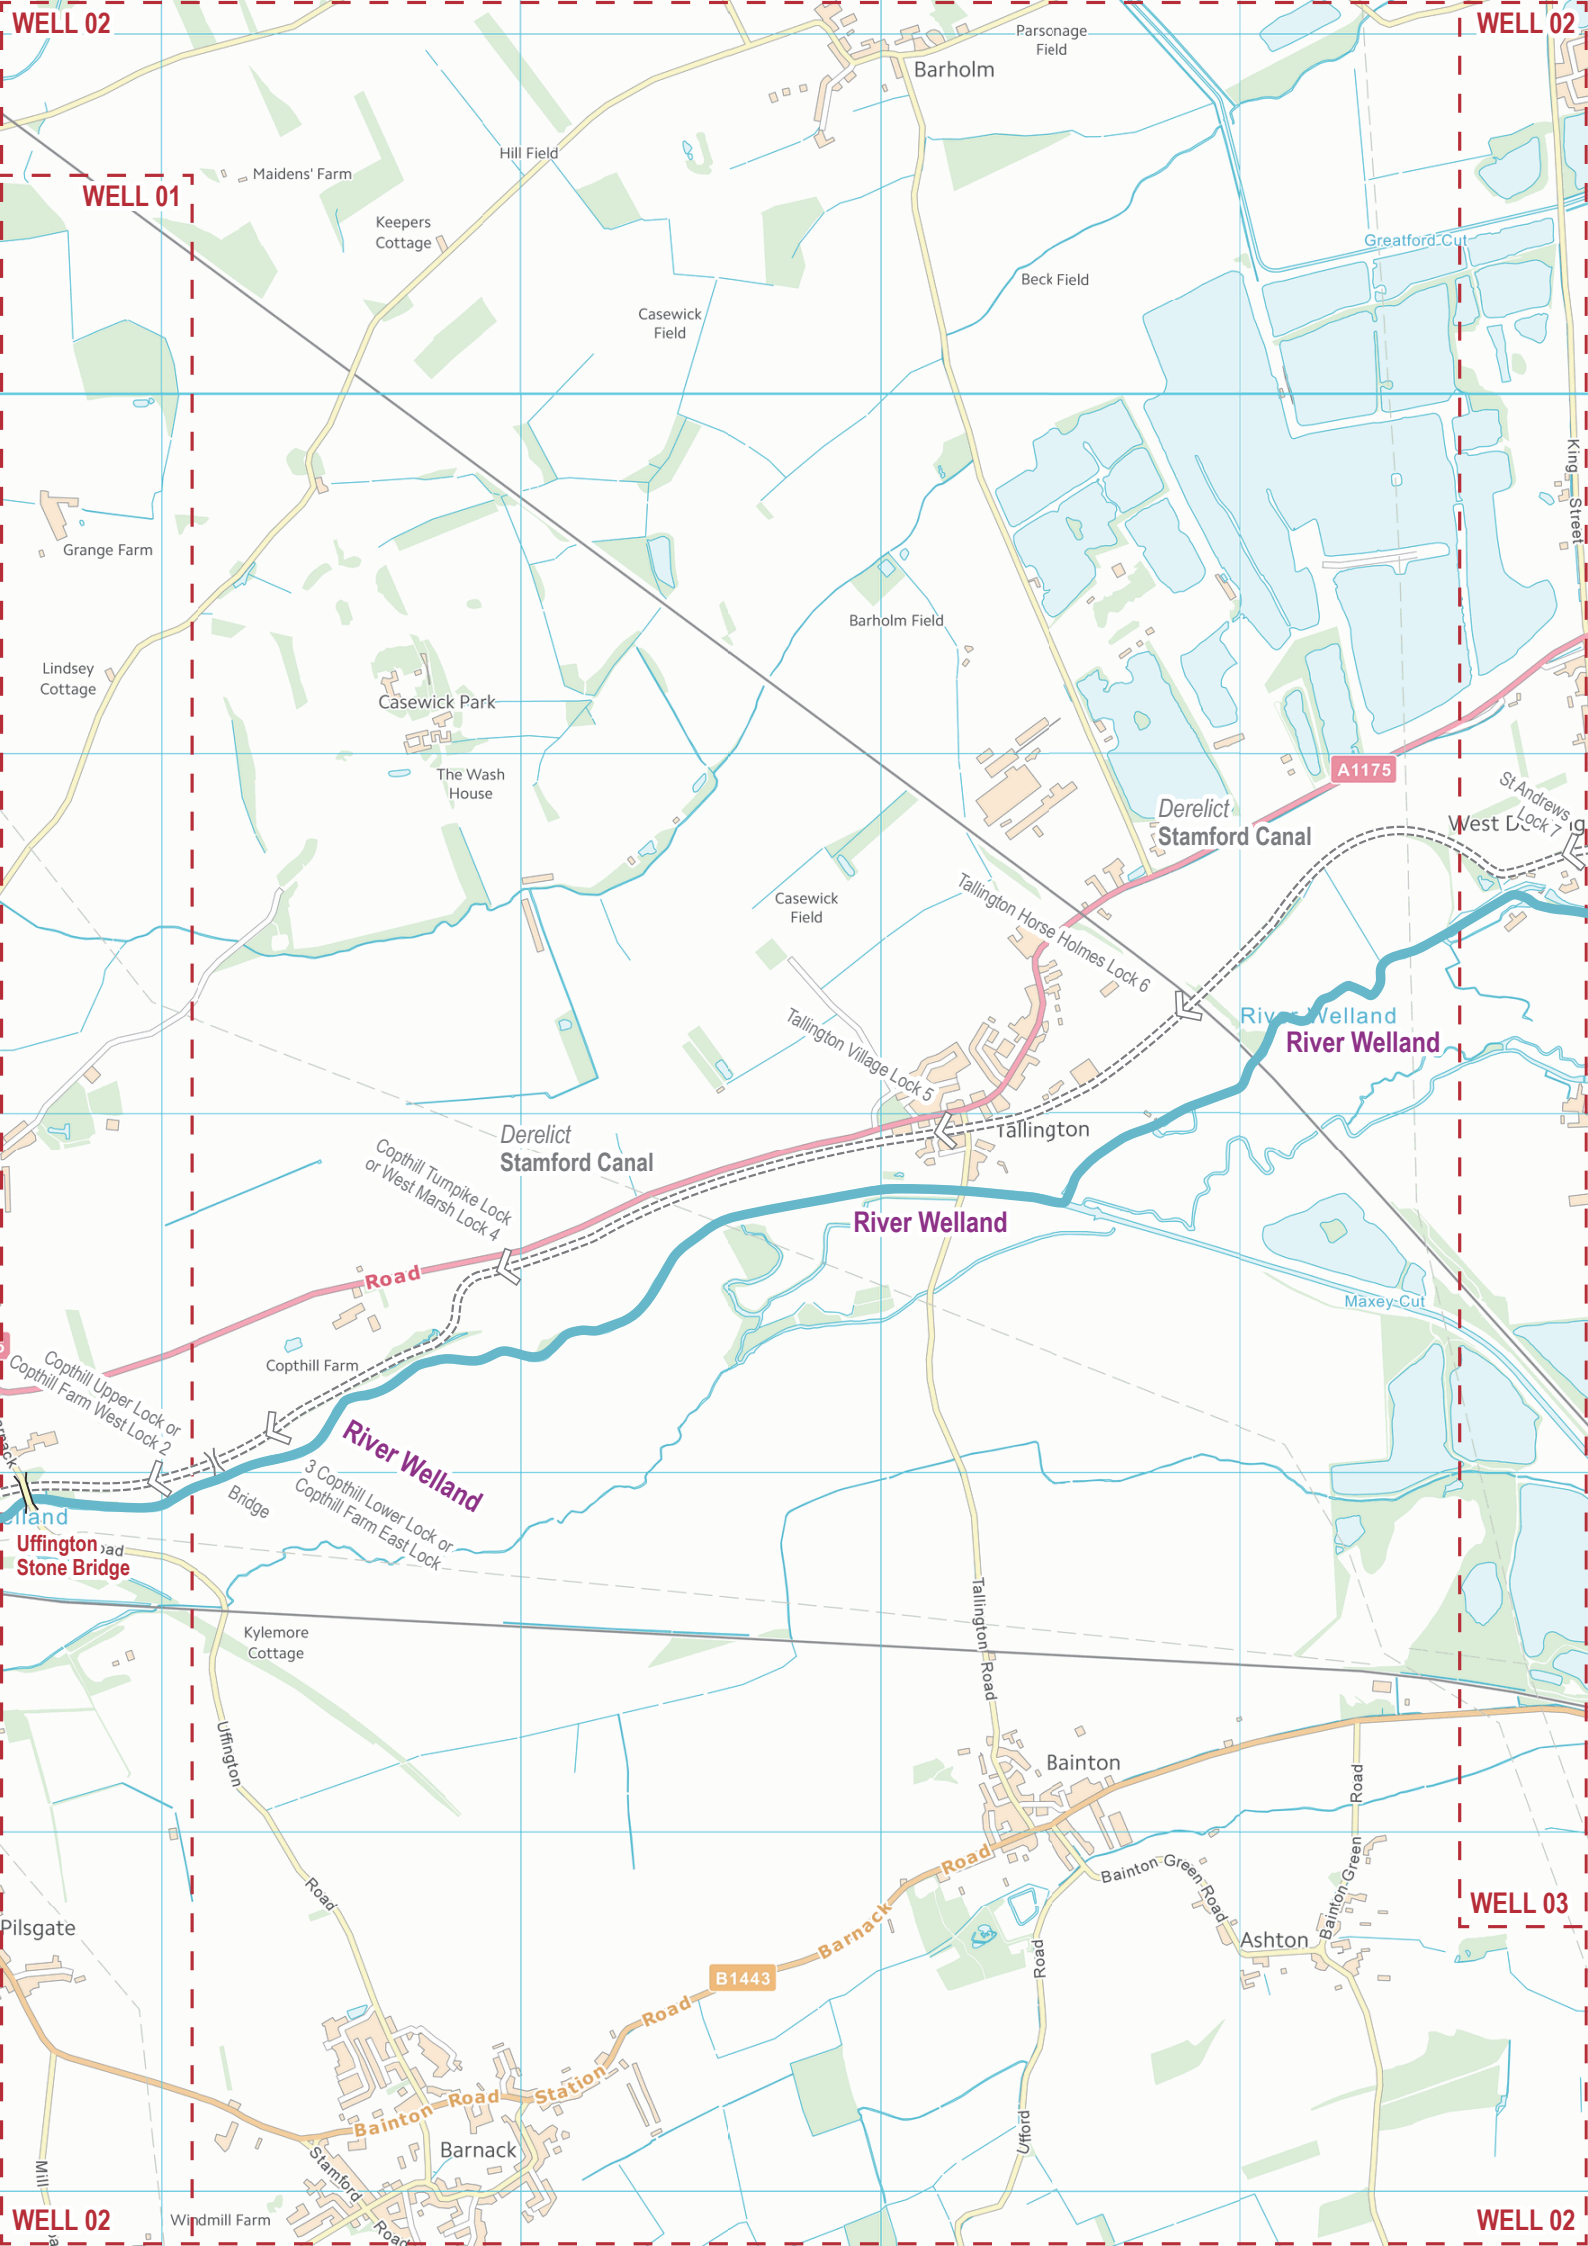 WELL 02
WELL 02
Parsonage
Field
Barholm
Hill Field
Maidens' Farm
WELL 01
Keepers
Cottage
Greatford Cut
Beck Field
Casewick
Field
King Street
Grange Farm
Barholm Field
Lindsey
Cottage
Casewick Park
The Wash
House
A1175
St Andrews
Lock 7
Derelict
Stamford Canal
Casewick
Field
Tallington Horse Holmes Lock 6
Tallington Village Lock 5
River Welland
River Welland
Tallington
Derelict
Stamford Canal
Copthill Turnpike Lock
or West Marsh Lock 4
River Welland
Road
Maxey Cut
Copthill Farm
Copthill Upper Lock or
Copthill Farm West Lock 2
River Welland
3 Copthill Lower Lock or
Copthill Farm East Lock
Bridge
Uffington
Stone Bridge
Kylemore
Cottage
Tallington Road
Uffington
Road
Bainton
Road
Road
Bainton Green Road
Bainton Green
WELL 03
Barnack
Pilsgate
Ashton
Road
B1443
Road
Station
Bainton Road
Barnack
Ufford
Stamford
Road
Mill
Windmill Farm
WELL 02
WELL 02